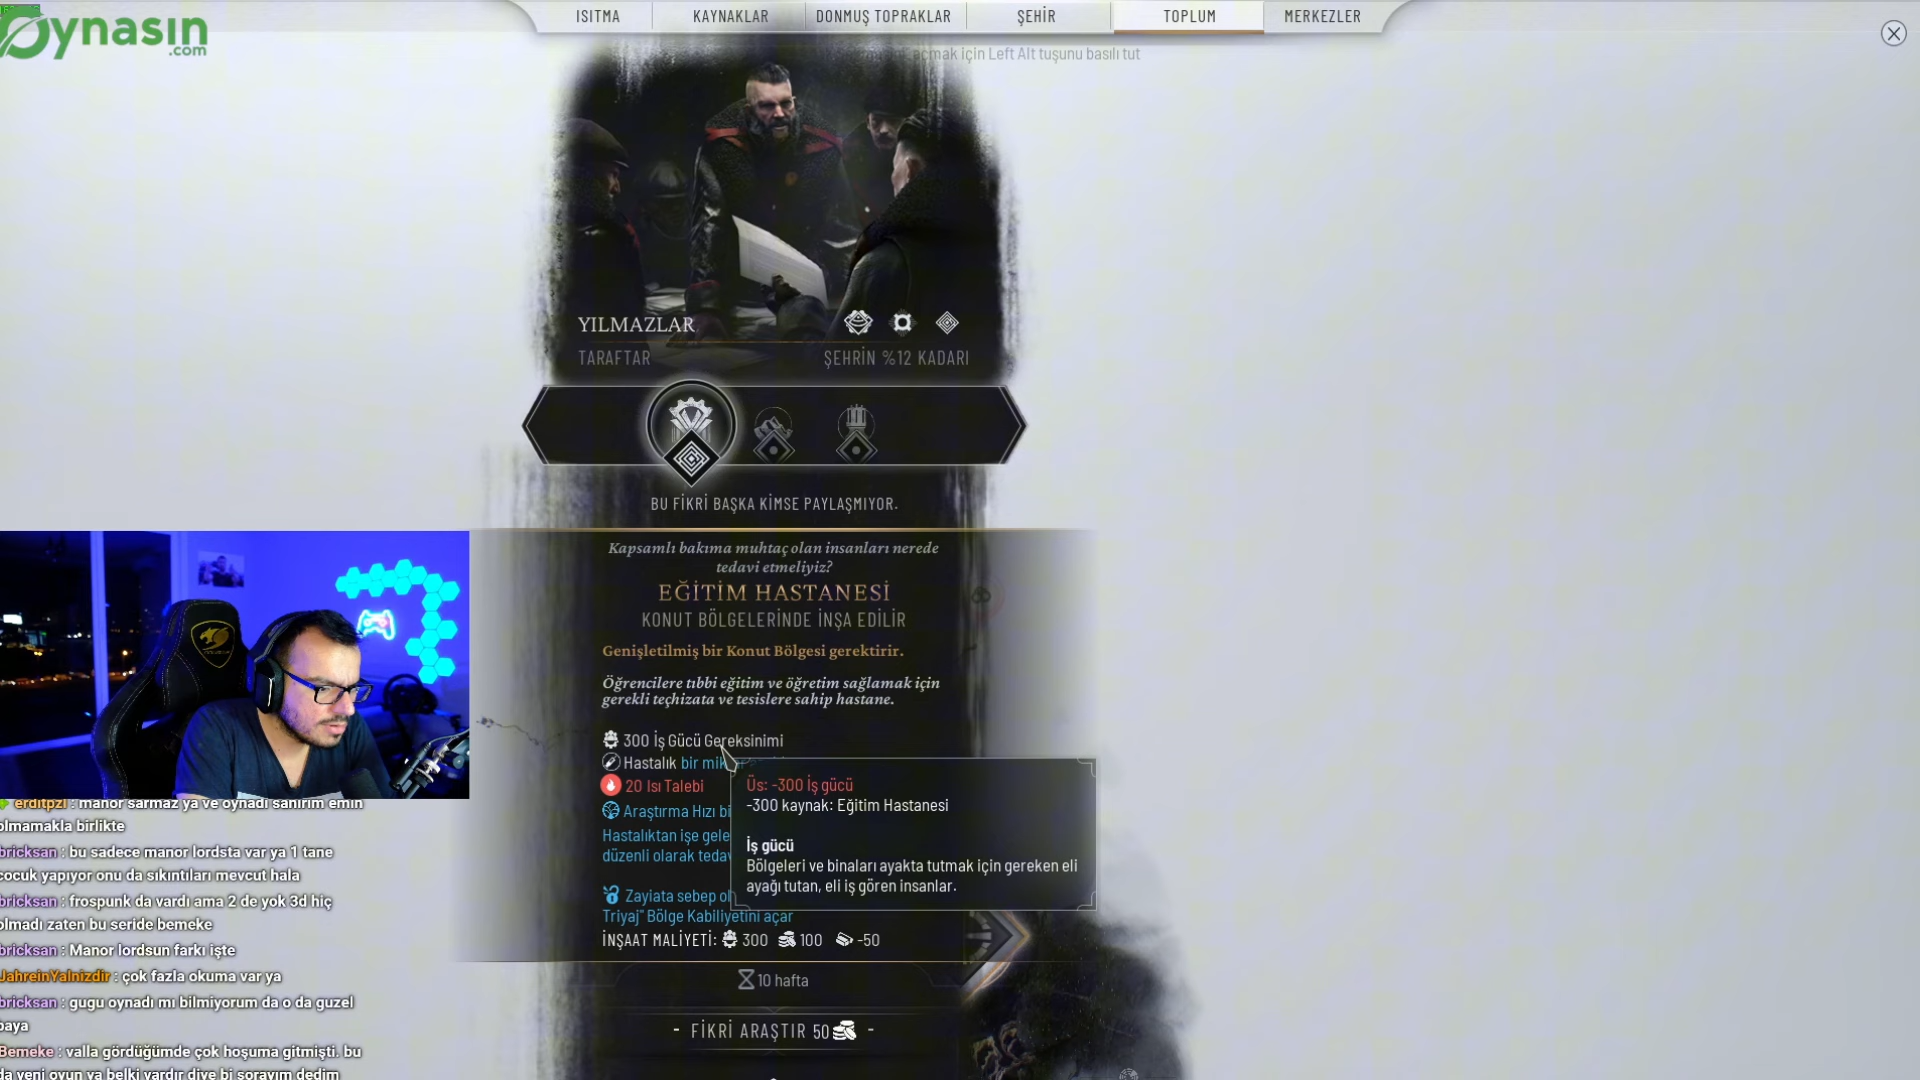 Oynasın
.com
ISITMA
KAYNAKLAR
DONMUŞ TOPRAKLAR
ŞEHİR
TOPLUM
MERKEZLER
açmak için Left Alt tuşunu basılı tut
YILMAZLAR
TARAFTAR
ŞEHRİN %12 KADARI
BU FİKRİ BAŞKA KİMSE PAYLAŞMIYOR.
Kapsamlı bakıma muhtaç olan insanları nerede
tedavi etmeliyiz?
EĞİTİM HASTANESİ
KONUT BÖLGELERİNDE İNŞA EDİLİR
Genişletilmiş bir Konut Bölgesi gerektirir.
Öğrencilere tıbbi eğitim ve öğretim sağlamak için
gerekli teçhizata ve tesislere sahip hastane.
300 İş Gücü Gereksinimi
Hastalık bir
20 Isı Talebi
Araştırma Hızı
Hastalıktan işe
düzenli olarak
Zayiata sebep
Triyaj" Bölge Kabiliyetini açar
İNŞAAT MALİYETİ: 300 100 -50
Üs: -300 İş gücü
-300 kaynak: Eğitim Hastanesi
İş gücü
Bölgeleri ve binaları ayakta tutmak için gereken eli
ayağı tutan, eli iş gören insanlar.
10 hafta
- FİKRİ ARAŞTIR 50 -
erditpzl : manor sarmaz ya ve oynadı sanırım emin
olmamakla birlikte
bricksan : bu sadece manor lordsta var ya 1 tane
cocuk yapıyor onu da sıkıntıları mevcut hala
bricksan : frospunk da vardı ama 2 de yok 3d hiç
olmadı zaten bu seride bemeke
bricksan : Manor lordsun farkı işte
JahreinYalnizdir : çok fazla okuma var ya
bricksan : gugu oynadı mı bilmiyorum da o da guzel
baya
Bemeke : valla gördüğümde çok hoşuma gitmişti. bu
da yeni oyun ya belki vardır diye bi sorayım dedim